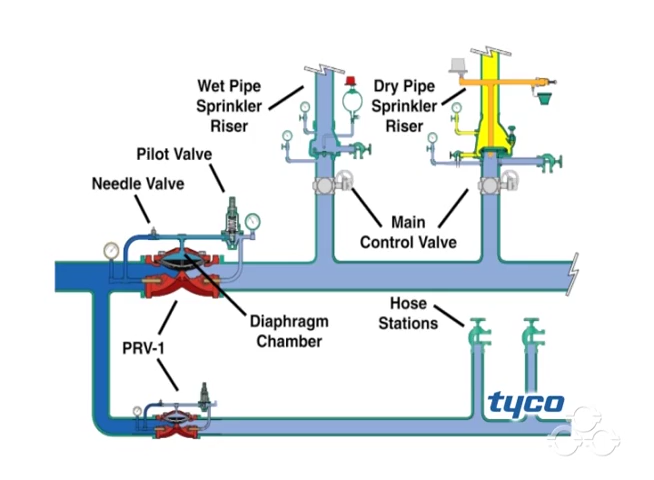 Wet Pipe
Sprinkler
Riser
Dry Pipe
Sprinkler
Riser
Pilot Valve
Needle Valve
Main
Control Valve
Hose
Stations
Diaphragm
Chamber
PRV-1
tyco